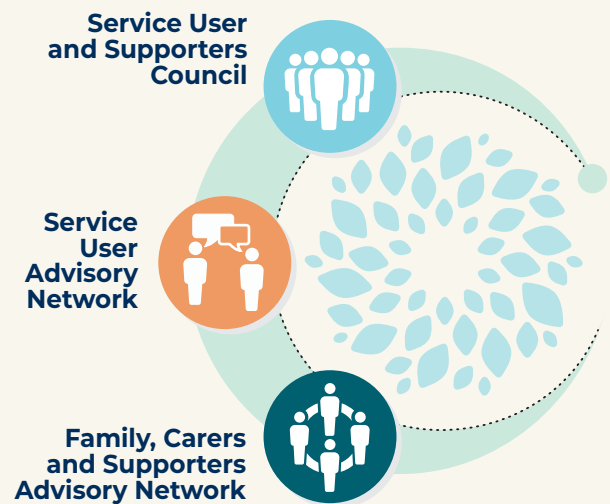 Service User
and Supporters
Council
Service
User
Advisory
Network
Family, Carers
and Supporters
Advisory Network